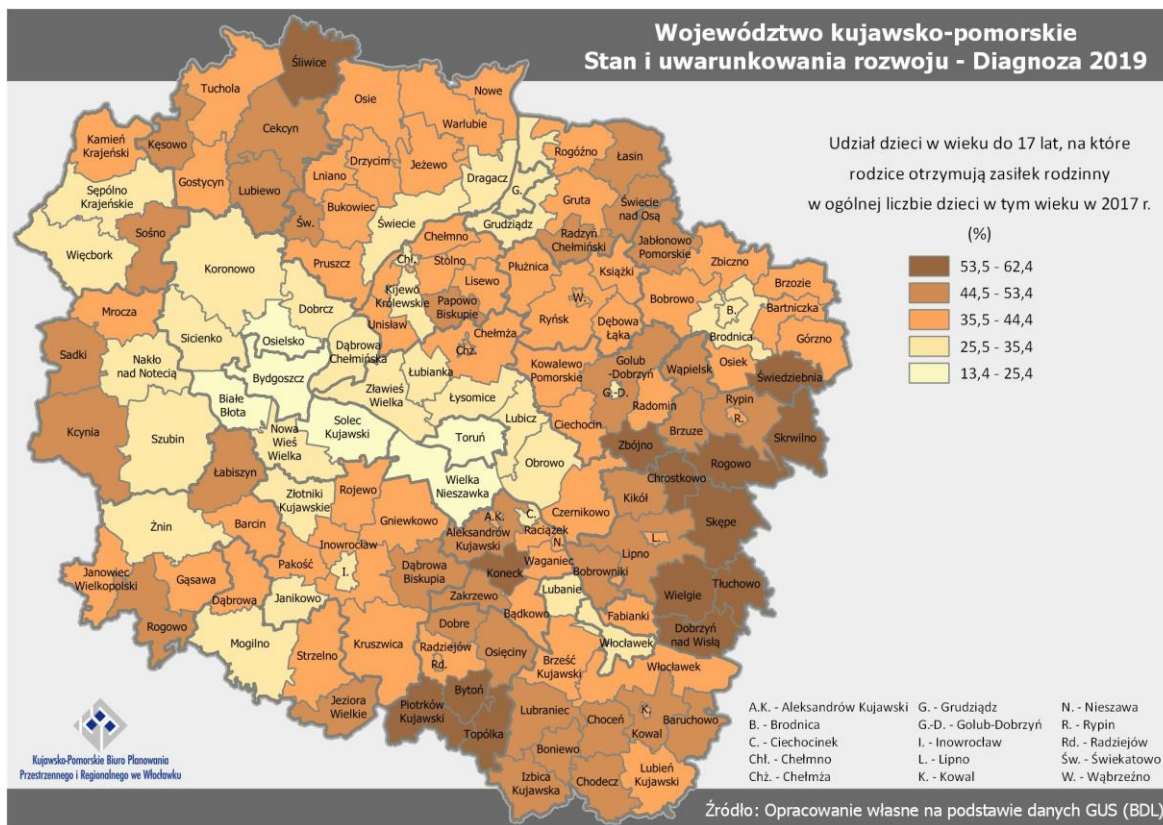 Województwo kujawsko-pomorskie
Stan i uwarunkowania rozwoju - Diagnoza 2019
Udział dzieci w wieku do 17 lat, na które
rodzice otrzymują zasiłek rodzinny
w ogólnej liczbie dzieci w tym wieku w 2017 r.
(%)
53,5 - 62,4
44,5 - 53,4
35,5 - 44,4
25,5 - 35,4
13,4 - 25,4
Śliwice
Tuchola
Osie
Nowe
Warlubie
Cekcyn
Kęsowo
Kamień
Krajeński
Drzycim
Jeżewo
Rogóźno
Łasin
Lniano
Dragacz
Gostycyn
Lubiewo
Sępólno
Krajeńskie
G.
Bukowiec
Gruta
Świecie
nad Osą
Św.
Świecie
Grudziądz
Sośno
Radzyń
Chełmiński
Chełmno
Jabłonowo
Pomorskie
Więcbork
Koronowo
Pruszcz
Chł.
Stolno
Płużnica
Książki
Zbiczno
Kijewo
Królewskie
Lisewo
Brzozie
Mrocza
Dobrcz
Papowo
Biskupie
W.
Bobrowo
Bartniczka
B.
Unisław
Chełmża
Ryńsk
Dębowa
Łąka
Sicienko
Osielsko
Brodnica
Górzno
Sadki
Dąbrowa
Chełmińska
Chż.
Nakło
nad Notecią
Łubianka
Kowalewo
Pomorskie
Golub
-Dobrzyń
Wąpielsk
Osiek
Świedziebnia
Bydgoszcz
Zławieś
Wielka
Łysomice
G.-D.
Rypin
Białe
Błota
Radomin
R.
Kcynia
Solec
Kujawski
Lubicz
Ciechocin
Brzuze
Skrwilno
Szubin
Nowa
Wieś
Wielka
Toruń
Zbójno
Rogowo
Łabiszyn
Obrowo
Chrostkowo
Wielka
Nieszawka
Złotniki
Kujawskie
Rojewo
Kikół
Żnin
Gniewkowo
A.K.
C.
Czernikowo
Skępe
Barcin
Aleksandrów
Kujawski
Raciążek
N.
L.
Inowrocław
Pakość
Dąbrowa
Biskupia
Waganiec
Lipno
Janowiec
Wielkopolski
Gąsawa
I.
Koneck
Bobrowniki
Tłuchowo
Dąbrowa
Janikowo
Zakrzewo
Lubanie
Wielgie
Rogowo
Bądkowo
Fabianki
Mogilno
Kruszwica
Dobre
Dobrzyń
nad Wisłą
Strzelno
Radziejów
Osięciny
Włocławek
Rd.
Brześć
Kujawski
Włocławek
Jeziora
Wielkie
Piotrków
Kujawski
Bytoń
Lubraniec
Choceń
K.
Baruchowo
Topólka
Kowal
Boniewo
Izbica
Kujawska
Chodecz
Lubień
Kujawski
A.K. - Aleksandrów Kujawski
B. - Brodnica
C. - Ciechocinek
Chł. - Chełmno
Chż. - Chełmża
G. - Grudziądz
G.-D. - Golub-Dobrzyń
I. - Inowrocław
L. - Lipno
K. - Kowal
N. - Nieszawa
R. - Rypin
Rd. - Radziejów
Św. - Świekatowo
W. - Wąbrzeźno
Kujawsko-Pomorskie Biuro Planowania
Przestrzennego i Regionalnego we Włocławku
Źródło: Opracowanie własne na podstawie danych GUS (BDL)